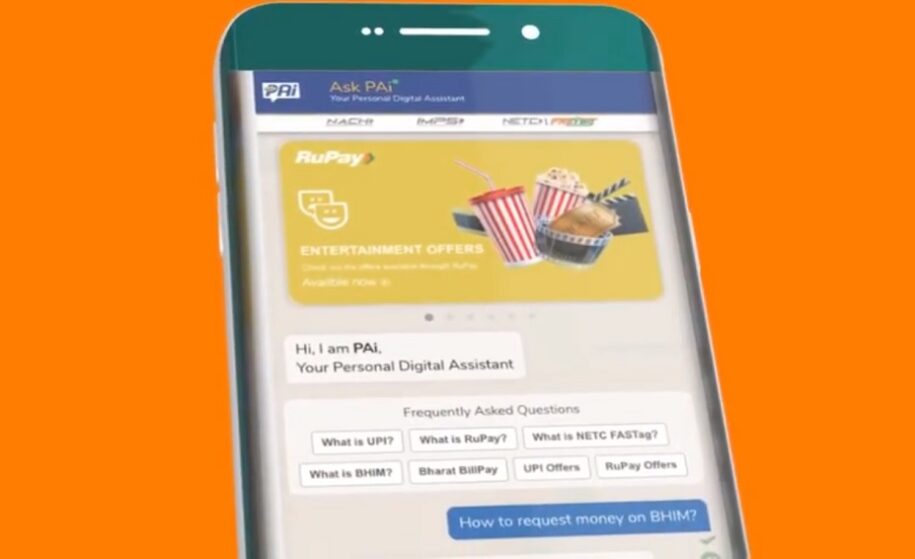 PAi
Ask PAi
Your Personal Digital Assistant
NACH
IMPS
NETC FASTag
RuPay
ENTERTAINMENT OFFERS
Check out the offers available through RuPay
Availble now
Hi, I am PAi,
Your Personal Digital Assistant
Frequently Asked Questions
What is UPI?
What is RuPay?
What is NETC FASTag?
What is BHIM?
Bharat BillPay
UPI Offers
RuPay Offers
How to request money on BHIM?